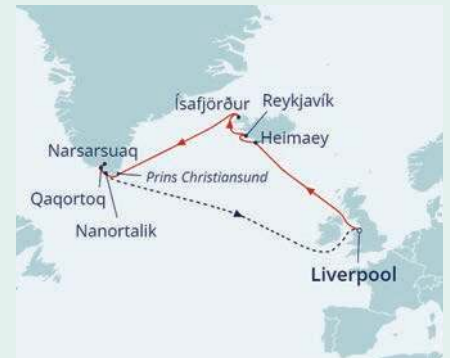 Ísafjörður
Reykjavík
Heimaey
Narsarsuaq
Prins Christiansund
Qaqortoq
Nanortalik
Liverpool